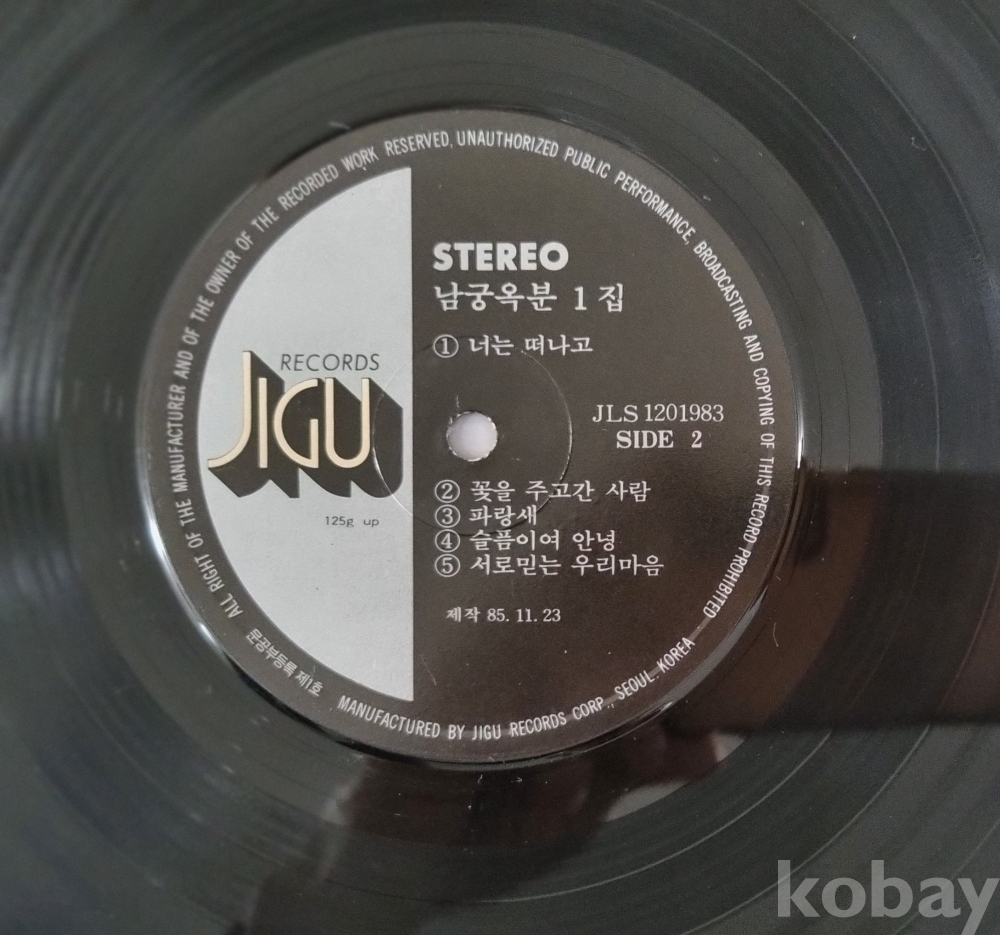 ALL RIGHT OF THE MANUFACTURER AND OF THE OWNER OF THE RECORDED WORK RESERVED, UNAUTHORIZED PUBLIC PERFORMANCE, BROADCASTING AND COPYING OF THIS RECORD PROHIBITED
STEREO
남궁옥분 1 집
① 너는 떠나고
RECORDS
JIGU
125g up
JLS 1201983
SIDE 2
② 꽃을 주고간 사람
③ 파랑새
④ 슬픔이여 안녕
⑤ 서로믿는 우리마음
제작 85. 11. 23
문공부등록 제1호
MANUFACTURED BY JIGU RECORDS CORP., SEOUL. KOREA
kobay